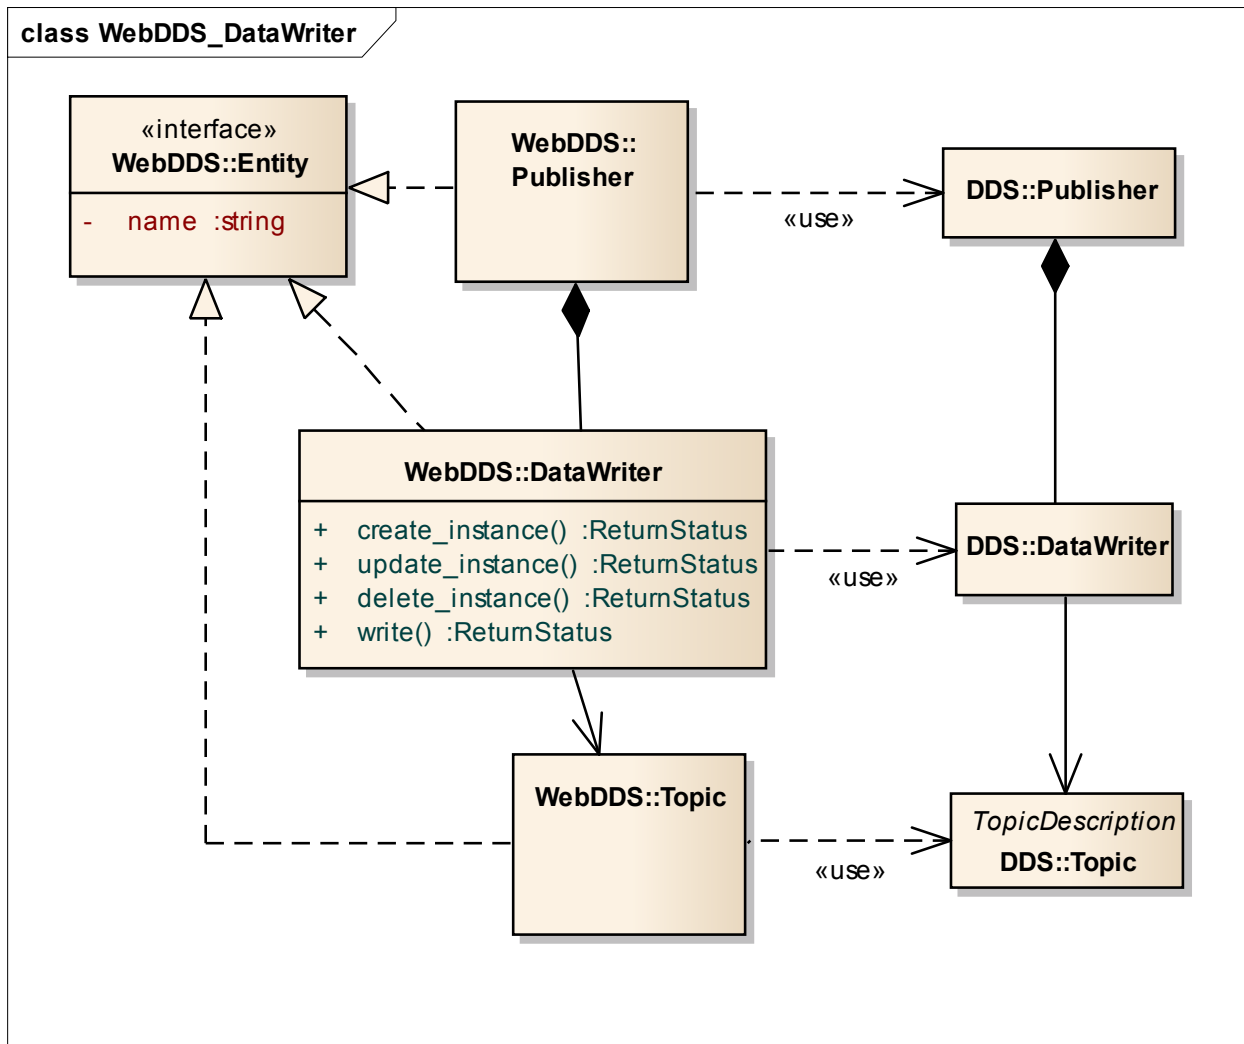 class WebDDS_DataWriter
«interface»
WebDDS::Entity
- name :string
WebDDS::
Publisher
«use»
DDS::Publisher
WebDDS::DataWriter
+ create_instance() :ReturnStatus
+ update_instance() :ReturnStatus
+ delete_instance() :ReturnStatus
+ write() :ReturnStatus
«use»
DDS::DataWriter
WebDDS::Topic
«use»
TopicDescription
DDS::Topic